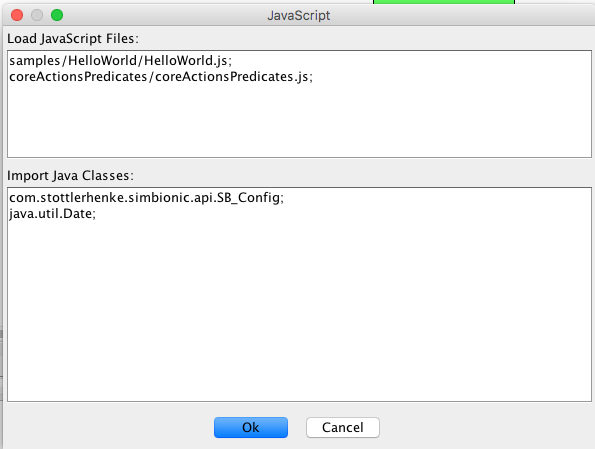 JavaScript
Load JavaScript Files:
samples/HelloWorld/HelloWorld.js;
coreActionsPredicates/coreActionsPredicates.js;
Import Java Classes:
com.stottlerhenke.simbionic.api.SB_Config;
java.util.Date;
Ok Cancel